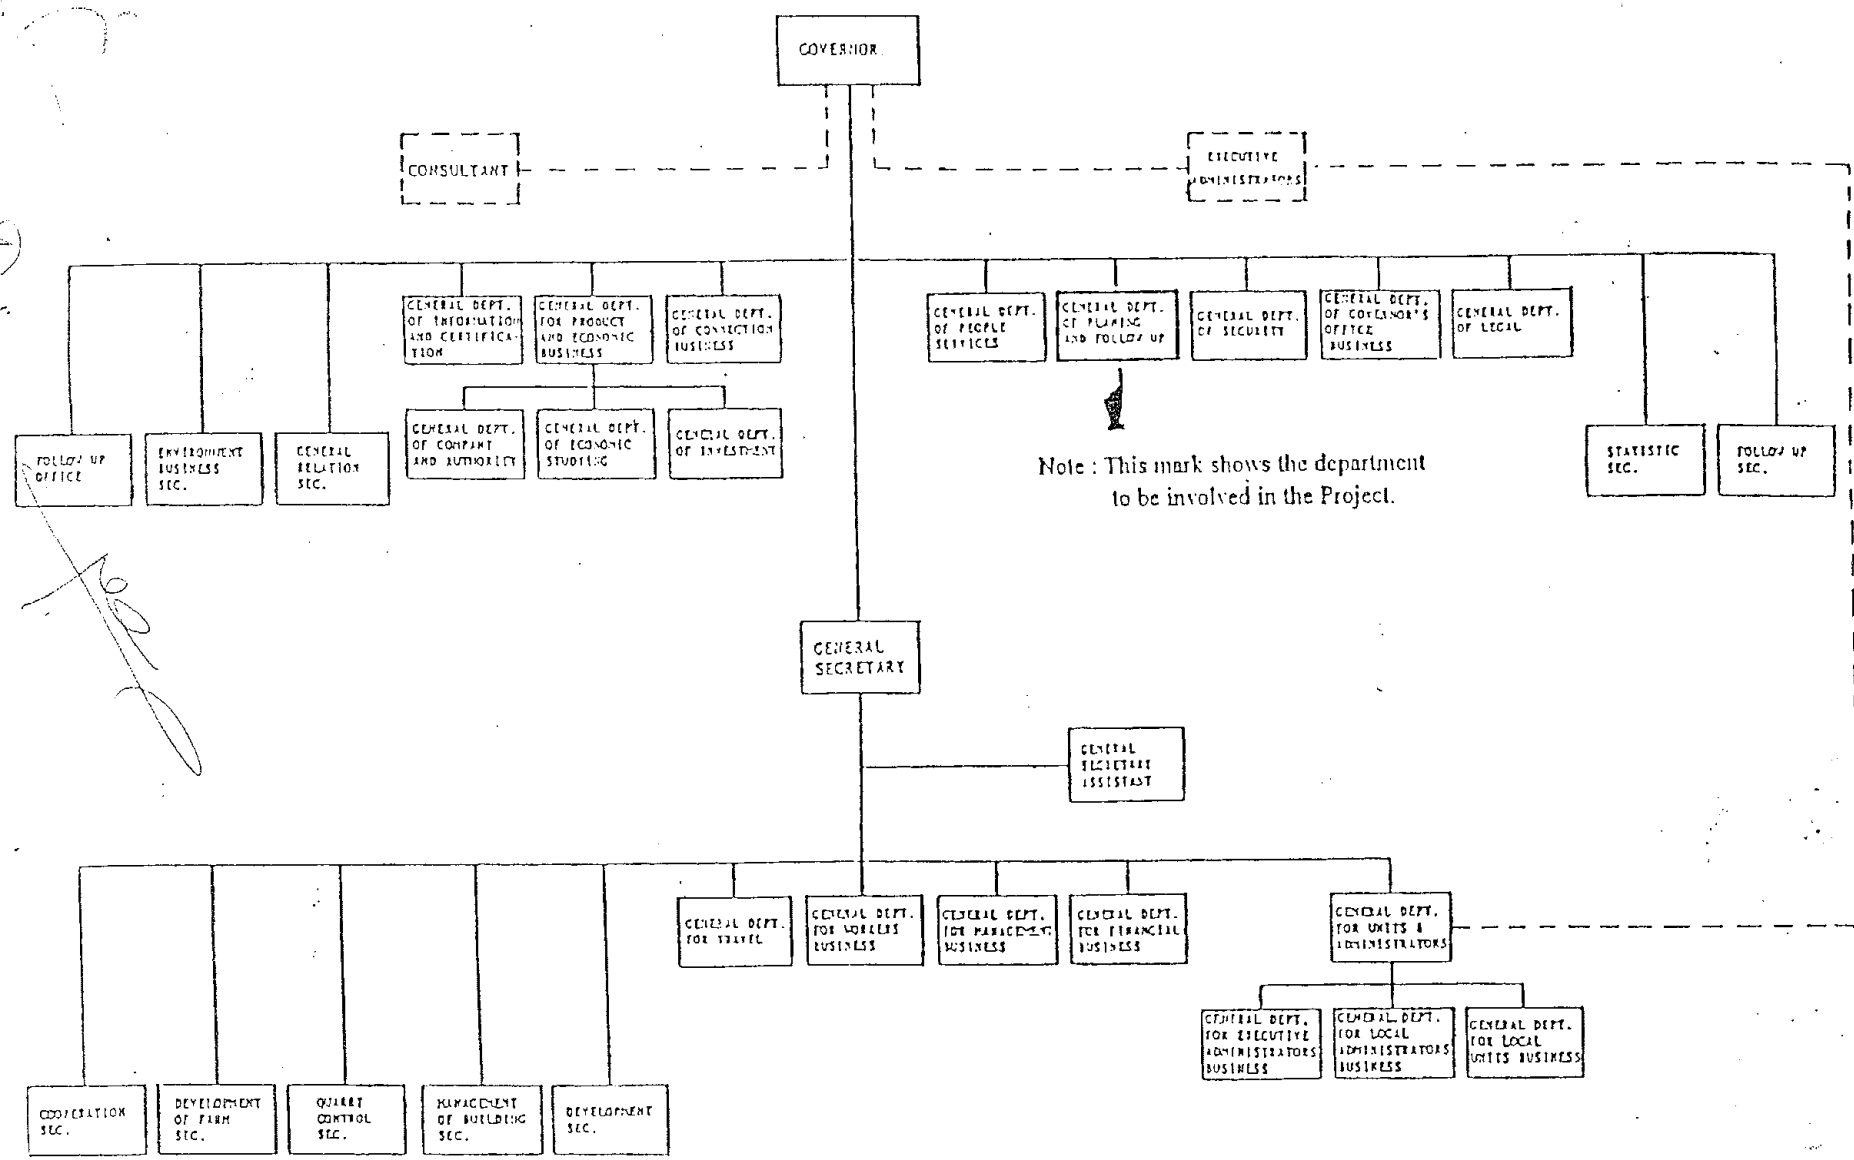 GOVERNOR
CONSULTANT
EXECUTIVE
ADMINISTRATORS
GENERAL DEPT.
OF INFORMATION
AND CERTIFICA-
TION
GENERAL DEPT.
FOR PRODUCT
AND ECONOMIC
BUSINESS
GENERAL DEPT.
OF CONNECTION
BUSINESS
GENERAL DEPT.
OF PEOPLE
SERVICES
GENERAL DEPT.
OF PLANING
AND FOLLOW UP
GENERAL DEPT.
OF SECURITY
GENERAL DEPT.
OF GOVERNOR'S
OFFICE
BUSINESS
GENERAL DEPT.
OF LEGAL
FOLLOW UP
OFFICE
ENVIRONMENT
BUSINESS
SEC.
GENERAL
RELATION
SEC.
GENERAL DEPT.
OF COMPANY
AND AUTHORITY
GENERAL DEPT.
OF ECONOMIC
STUDYING
GENERAL DEPT.
OF INVESTMENT
STATISTIC
SEC.
FOLLOW UP
SEC.
Note : This mark shows the department
to be involved in the Project.
GENERAL
SECRETARY
GENERAL
SECRETARY
ASSISTANT
GENERAL DEPT.
FOR TRAVEL
GENERAL DEPT.
FOR WORKERS
BUSINESS
GENERAL DEPT.
FOR MANAGEMENT
BUSINESS
GENERAL DEPT.
FOR FINANCIAL
BUSINESS
GENERAL DEPT.
FOR UNITS &
ADMINISTRATORS
GENERAL DEPT.
FOR EXECUTIVE
ADMINISTRATORS
BUSINESS
GENERAL DEPT.
FOR LOCAL
ADMINISTRATORS
BUSINESS
GENERAL DEPT.
FOR LOCAL
UNITS BUSINESS
COOPERATION
SEC.
DEVELOPMENT
OF FARM
SEC.
QUARRY
CONTROL
SEC.
MANAGEMENT
OF BUILDING
SEC.
DEVELOPMENT
SEC.